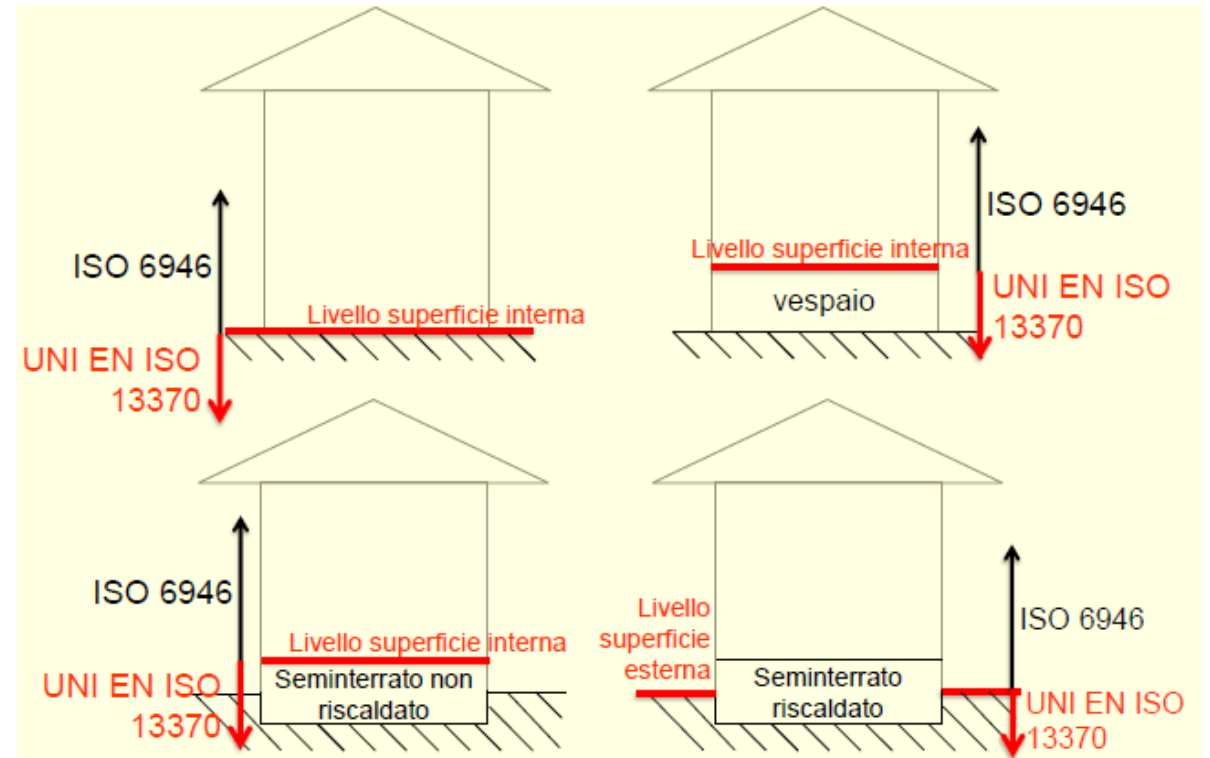 ISO 6946
Livello superficie interna
UNI EN ISO
13370
ISO 6946
Livello superficie interna
vespaio
UNI EN ISO
13370
ISO 6946
Livello superficie interna
Seminterrato non
riscaldato
UNI EN ISO
13370
Livello
superficie
esterna
ISO 6946
Seminterrato
riscaldato
UNI EN ISO
13370